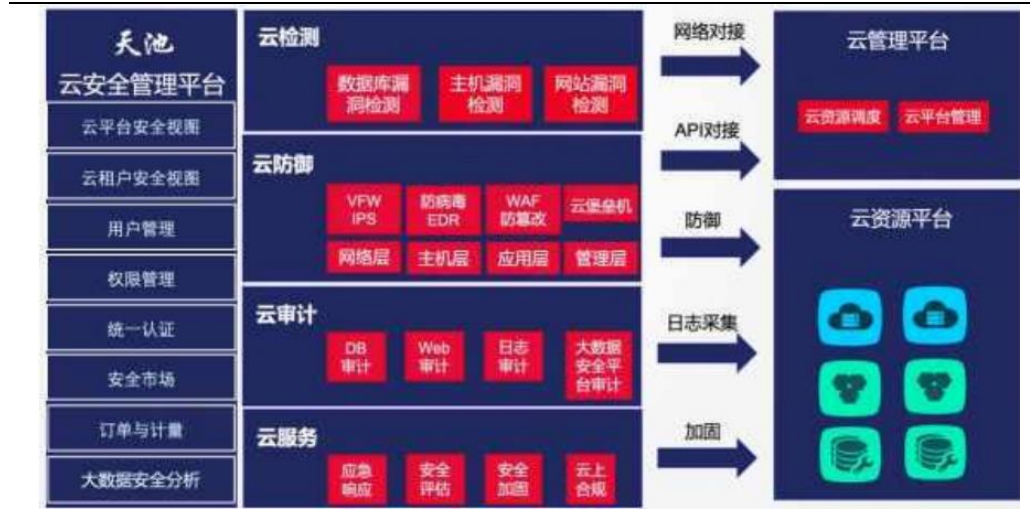 天池
云安全管理平台
云平台安全视图
云租户安全视图
用户管理
权限管理
统一认证
安全市场
订单与计量
大数据安全分析
云检测
数据库漏
洞检测
主机漏洞
检测
网站漏洞
检测
云防御
VFW
IPS
防病毒
EDR
WAF
防篡改
云堡垒机
网络层
主机层
应用层
管理层
云审计
DB
审计
Web
审计
日志
审计
大数据
安全平
台审计
云服务
应急
响应
安全
评估
安全
加固
云上
合规
网络对接
API对接
防御
日志采集
加固
云管理平台
云资源调度
云平台管理
云资源平台